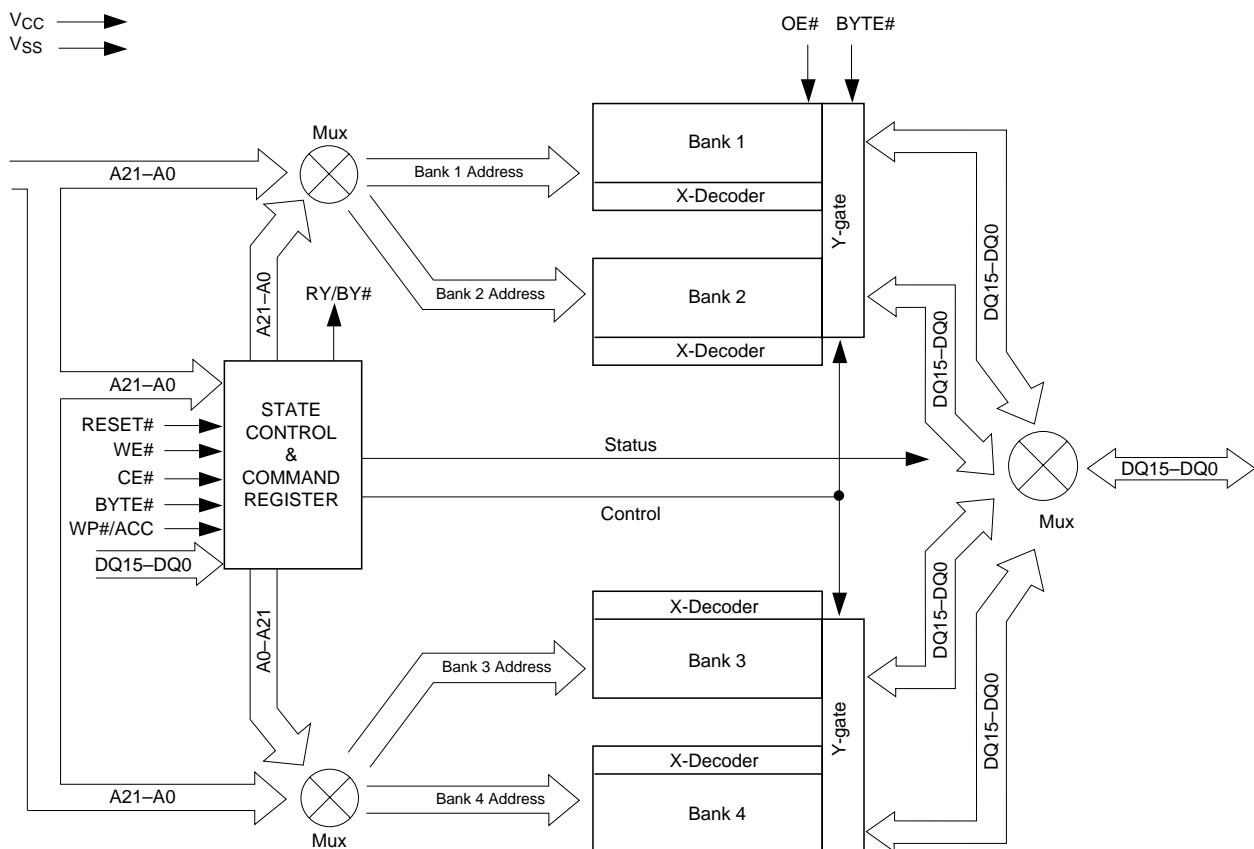 VCC
VSS
OE#
BYTE#
Mux
A21–A0
Bank 1 Address
Bank 1
X-Decoder
Y-gate
DQ15–DQ0
A21–A0
RY/BY#
Bank 2 Address
Bank 2
X-Decoder
DQ15–DQ0
A21–A0
RESET#
WE#
CE#
BYTE#
WP#/ACC
DQ15–DQ0
STATE
CONTROL
&
COMMAND
REGISTER
Status
Control
DQ15–DQ0
Mux
A0–A21
X-Decoder
Bank 3 Address
Bank 3
Y-gate
DQ15–DQ0
DQ15–DQ0
X-Decoder
A21–A0
Mux
Bank 4 Address
Bank 4